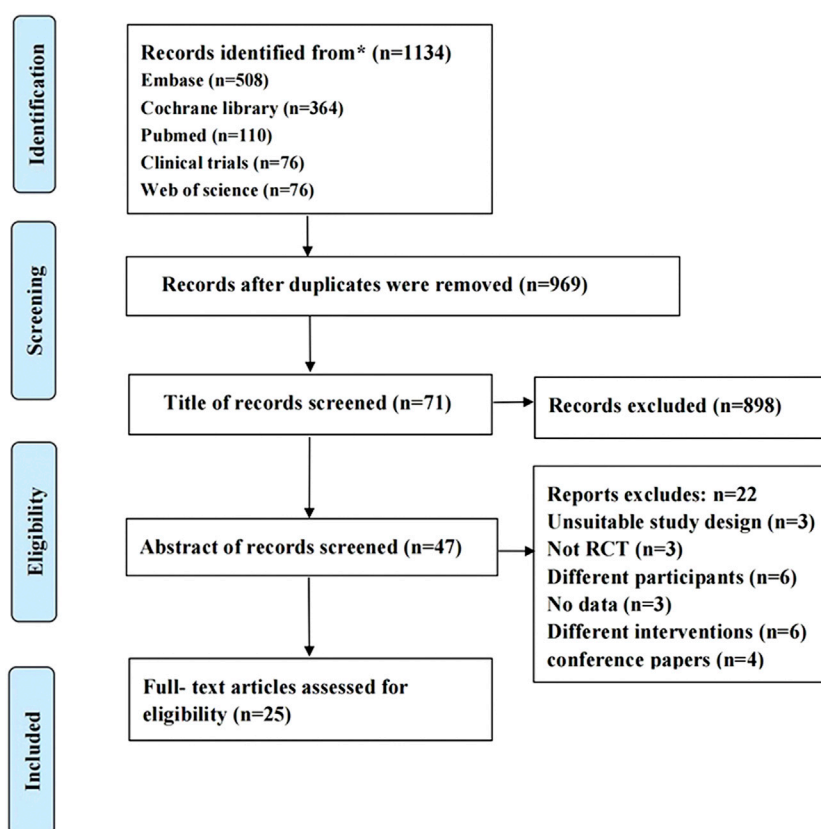 Identification
Records identified from* (n=1134)
Embase (n=508)
Cochrane library (n=364)
Pubmed (n=110)
Clinical trials (n=76)
Web of science (n=76)
Screening
Records after duplicates were removed (n=969)
Title of records screened (n=71)
Records excluded (n=898)
Eligibility
Abstract of records screened (n=47)
Reports excludes: n=22
Unsuitable study design (n=3)
Not RCT (n=3)
Different participants (n=6)
No data (n=3)
Different interventions (n=6)
conference papers (n=4)
Included
Full- text articles assessed for
eligibility (n=25)